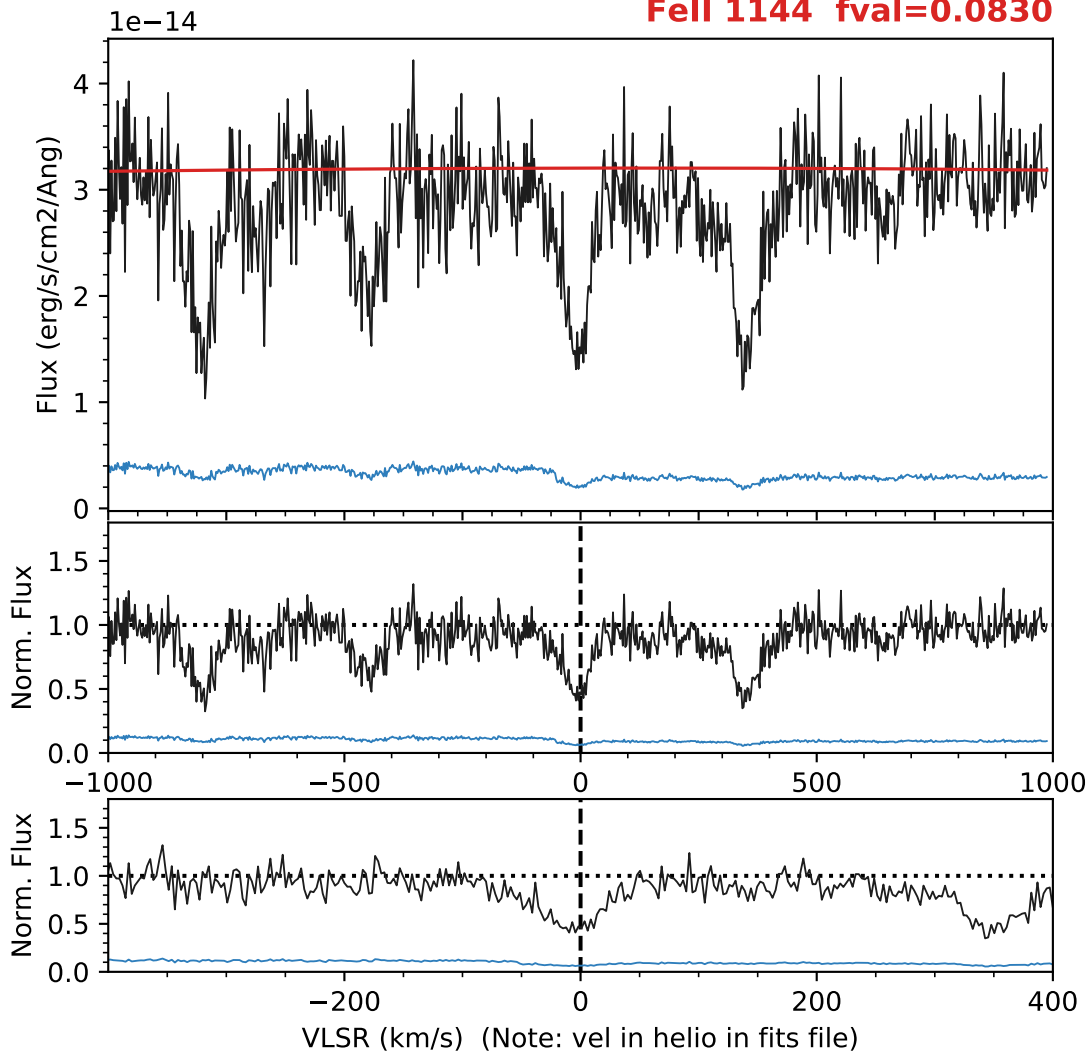 1e−14
FeII 1144 fval=0.0830
4
3
2
1
0
Flux (erg/s/cm2/Ang)
1.5
1.0
0.5
0.0
Norm. Flux
−1000 −500 0 500 1000
1.5
1.0
0.5
0.0
Norm. Flux
−200 0 200 400
VLSR (km/s) (Note: vel in helio in fits file)